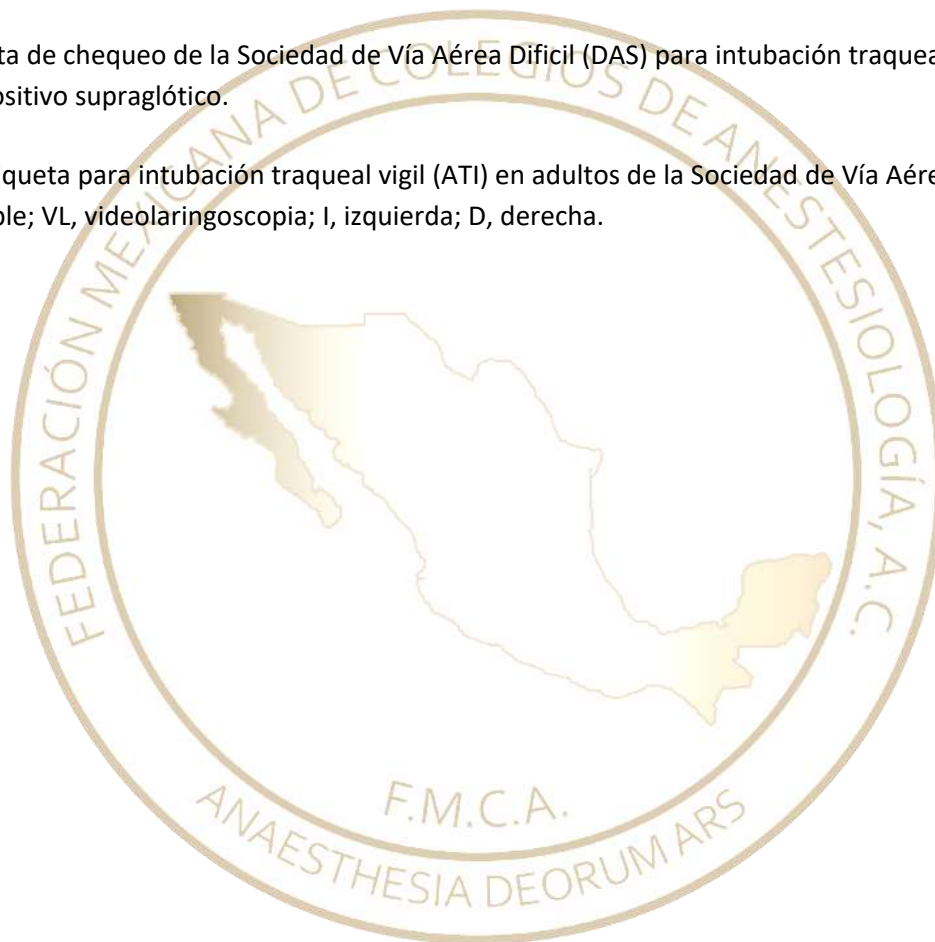 ta de chequeo de la Sociedad de Vía Aérea Dificil (DAS) para intubación traquea
ositivo supraglótico.
iqueta para intubación traqueal vigil (ATI) en adultos de la Sociedad de Vía Aére
ble; VL, videolaringoscopia; I, izquierda; D, derecha.
FEDERACIÓN MEXICANA DE COLEGIOS DE ANESTESIOLOGÍA, A.C.
F.M.C.A.
ANAESTHESIA DEORUM ARS